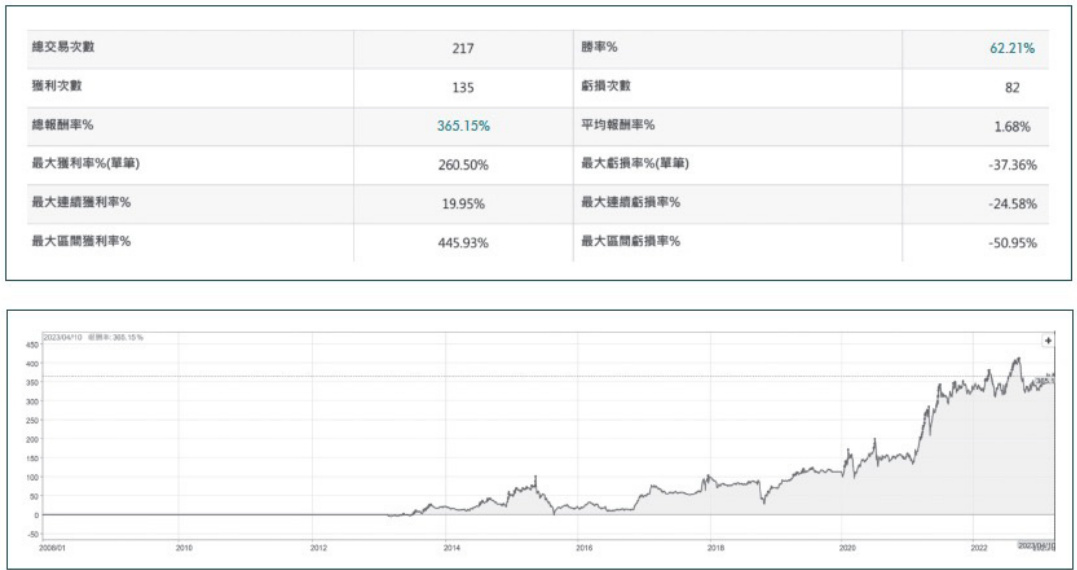 總交易次數 217 勝率% 62.21%
獲利次數 135 虧損次數 82
總報酬率% 365.15% 平均報酬率% 1.68%
最大獲利率%(單筆) 260.50% 最大虧損率%(單筆) -37.36%
最大連續獲利率% 19.95% 最大連續虧損率% -24.58%
最大區間獲利率% 445.93% 最大區間虧損率% -50.95%
2023/04/10 報酬率: 365.15%
+
450
400
350
300
250
200
150
100
50
0
-50
2008/01 2010 2012 2014 2016 2018 2020 2022 2023/04/10